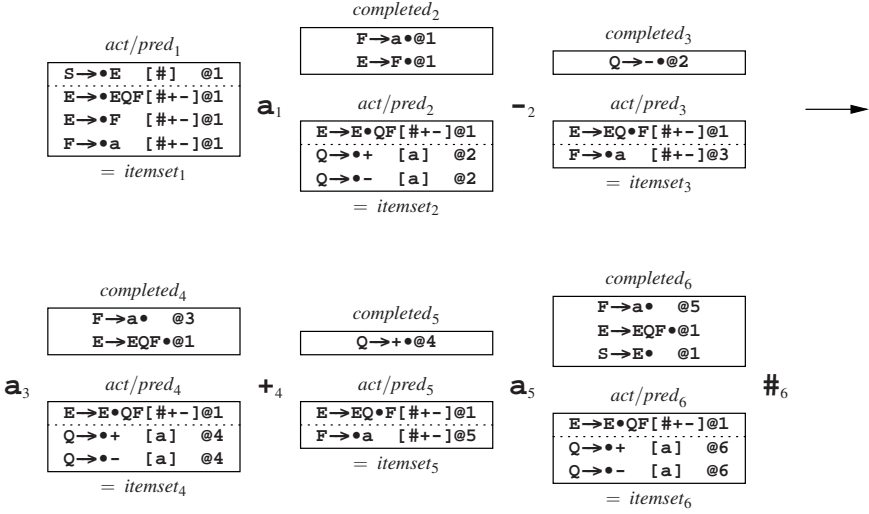 act/pred₁
S→•E [#] @1
E→•EQF[#+-]@1
E→•F [#+-]@1
F→•a [#+-]@1
= itemset₁
a₁
completed₂
F→a•@1
E→F•@1
act/pred₂
E→E•QF[#+-]@1
Q→•+ [a] @2
Q→•- [a] @2
= itemset₂
-₂
completed₃
Q→-•@2
act/pred₃
E→EQ•F[#+-]@1
F→•a [#+-]@3
= itemset₃
a₃
completed₄
F→a• @3
E→EQF•@1
act/pred₄
E→E•QF[#+-]@1
Q→•+ [a] @4
Q→•- [a] @4
= itemset₄
+₄
completed₅
Q→+•@4
act/pred₅
E→EQ•F[#+-]@1
F→•a [#+-]@5
= itemset₅
a₅
completed₆
F→a• @5
E→EQF•@1
S→E• @1
act/pred₆
E→E•QF[#+-]@1
Q→•+ [a] @6
Q→•- [a] @6
= itemset₆
#₆